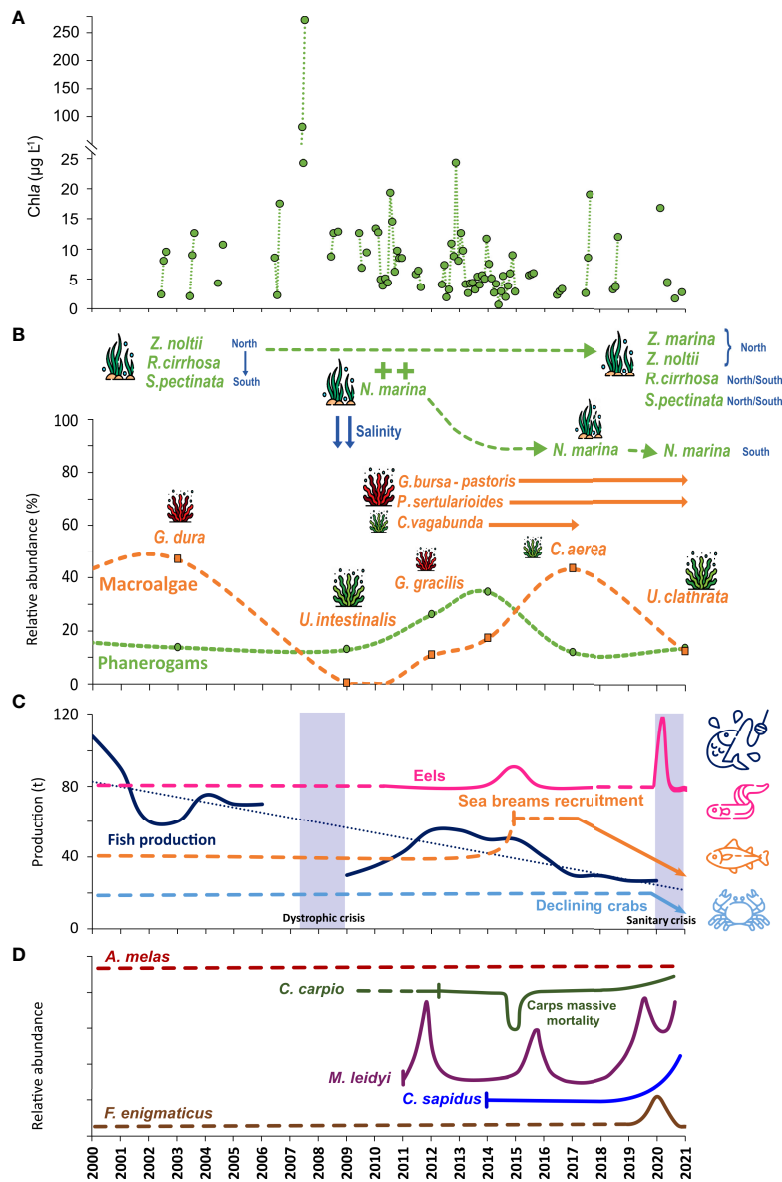 A
250
200
150
100
50
25
20
15
10
5
0
Chla (µg L-1)
B
Z. noltii
R.cirrhosa
S.pectinata
North
South
Z. marina
Z. noltii
North
R.cirrhosa North/South
S.pectinata North/South
++
N. marina
Salinity
N. marina
N. marina South
100
80
60
40
20
0
Relative abundance (%)
G.bursa-pastoris
P.sertularioides
C.vagabunda
G. dura
C. aerea
Macroalgae
G. gracilis
U. intestinalis
U. clathrata
Phanerogams
C
120
80
40
0
Production (t)
Eels
Sea breams recruitment
Fish production
Declining crabs
Dystrophic crisis
Sanitary crisis
D
Relative abundance
A. melas
C. carpio
Carps massive
mortality
M. leidyi
C. sapidus
F. enigmaticus
2000 2001 2002 2003 2004 2005 2006 2007 2008 2009 2010 2011 2012 2013 2014 2015 2016 2017 2018 2019 2020 2021